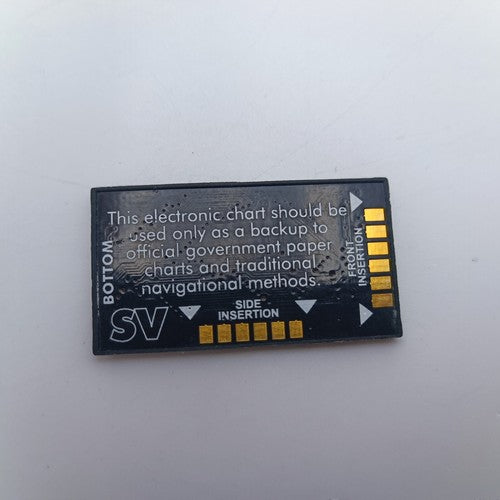 This electronic chart should be
used only as a backup to
official government paper
charts and traditional
navigational methods.
BOTTOM
SV
SIDE
INSERTION
FRONT
INSERTION